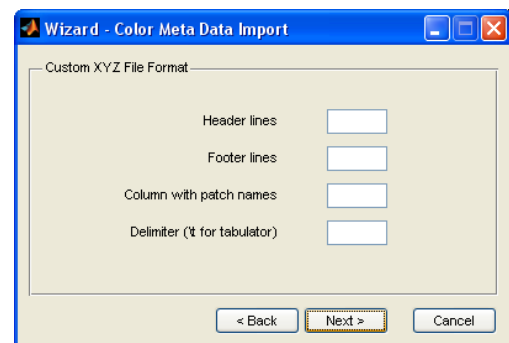 Wizard - Color Meta Data Import
Custom XYZ File Format
Header lines
Footer lines
Column with patch names
Delimiter ('t for tabulator)
< Back
Next >
Cancel